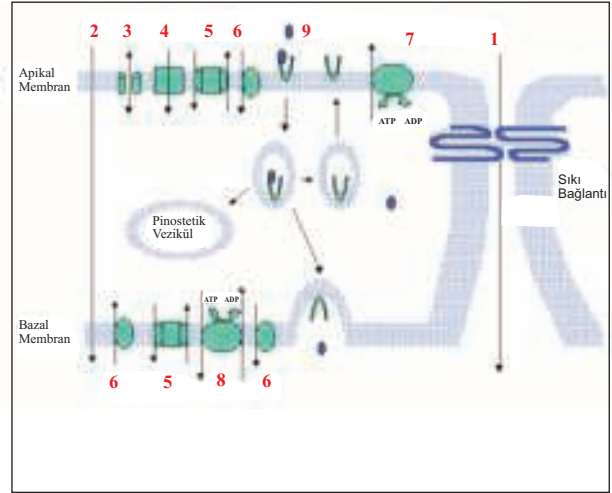 2 3 4 5 6 9 7 1
Apikal
Membran
ATP ADP
Sıkı
Bağlantı
Pinostetik
Vezikül
ATP ADP
Bazal
Membran
6 5 8 6